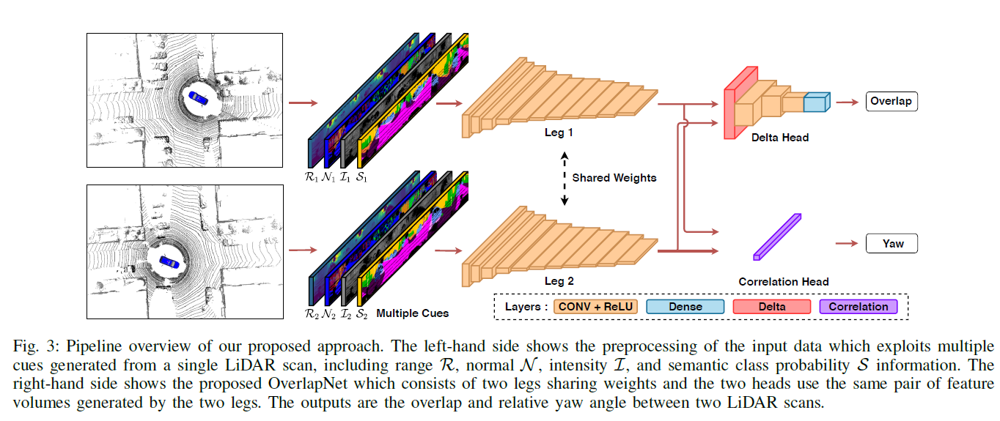 Leg 1
Delta Head
Overlap
R1 N1 I1 S1
Shared Weights
Leg 2
Correlation Head
Yaw
R2 N2 I2 S2 Multiple Cues
Layers : CONV + ReLU Dense Delta Correlation
Fig. 3: Pipeline overview of our proposed approach. The left-hand side shows the preprocessing of the input data which exploits multiple
cues generated from a single LiDAR scan, including range R, normal N, intensity I, and semantic class probability S information. The
right-hand side shows the proposed OverlapNet which consists of two legs sharing weights and the two heads use the same pair of feature
volumes generated by the two legs. The outputs are the overlap and relative yaw angle between two LiDAR scans.